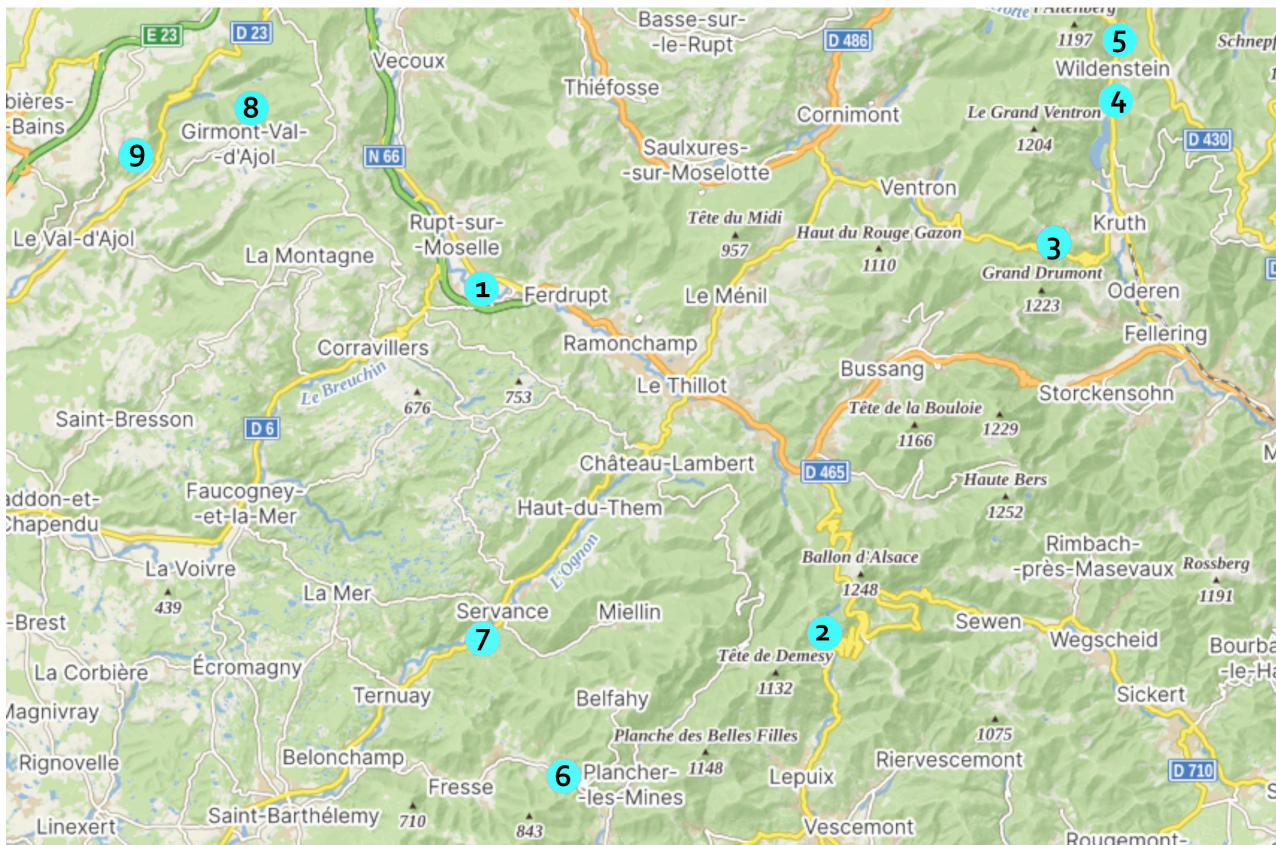 l'Altenberg
1197
5
E 23
D 23
Basse-sur-
-le-Rupt
D 486
Schnepf
Vecoux
Wildenstein
Thiéfosse
8
4
bières-
-Bains
Cornimont
Le Grand Ventron
1204
Girmont-Val-
-d'Ajol
D 430
9
N 66
Saulxures-
-sur-Moselotte
Ventron
Tête du Midi
957
Rupt-sur-
-Moselle
Kruth
Le Val-d'Ajol
Haut du Rouge Gazon
1110
3
La Montagne
Grand Drumont
1223
1
Ferdrupt
Le Ménil
Oderen
Fellering
Corravillers
Ramonchamp
Le Breuchin
Bussang
Le Thillot
Storckensohn
676
753
Saint-Bresson
Tête de la Bouloie
1166
1229
D 6
Château-Lambert
D 465
Faucogney-
-et-la-Mer
Haute Bers
1252
addon-et-
Chapendu
Haut-du-Them
L'Ognon
Rimbach-
-près-Masevaux
Ballon d'Alsace
1248
Rossberg
1191
La Voivre
439
La Mer
Servance
Miellin
-Brest
Sewen
2
7
Wegscheid
Bourba
-le-Ha
Tête de Demesy
1132
La Corbière
Écromagny
Ternuay
Belfahy
Sickert
Magnivray
Planche des Belles Filles
1148
1075
Rignovelle
Belonchamp
Riervescemont
6
Plancher-
-les-Mines
D 710
Lepuix
Fresse
Saint-Barthélemy
710
843
Linexert
Vescemont
Rougemont-